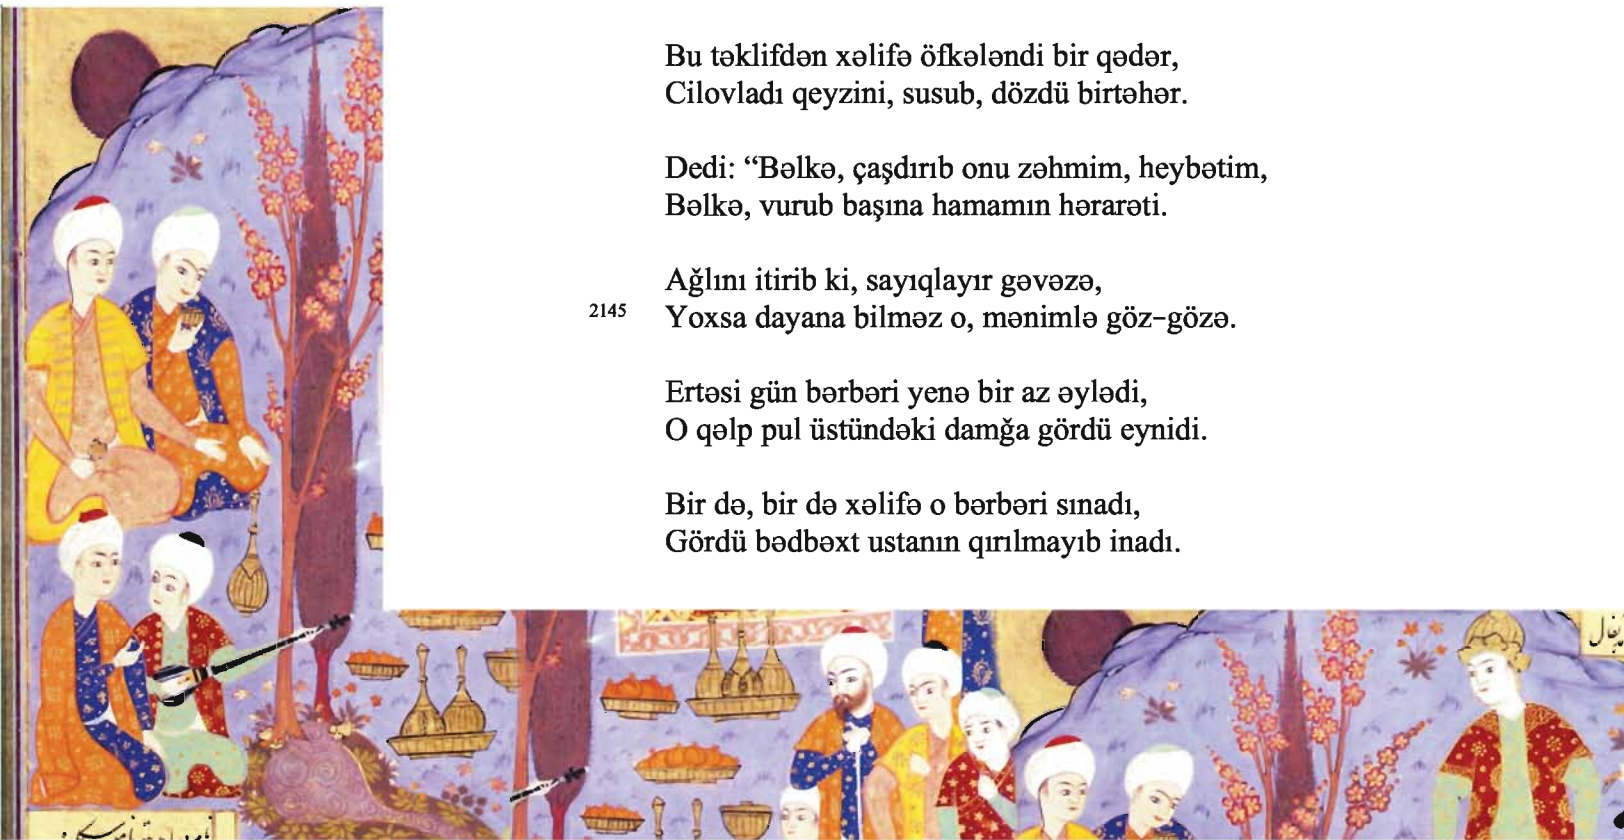 Bu təklifdən xəlifə öfkələndi bir qədər,
Cilovladı qeyzini, susub, dözdü birtəhər.
Dedi: “Bəlkə, çaşdırıb onu zəhmim, heybətim,
Bəlkə, vurub başına hamamın hərarəti.
Ağlını itirib ki, sayıqlayır gəvəzə,
2145 Yoxsa dayana bilməz o, mənimlə göz-gözə.
Ertəsi gün bərbəri yenə bir az əylədi,
O qəlp pul üstündəki damğa gördü eynidi.
Bir də, bir də xəlifə o bərbəri sınadı,
Gördü bədbəxt ustanın qırılmayıb inadı.